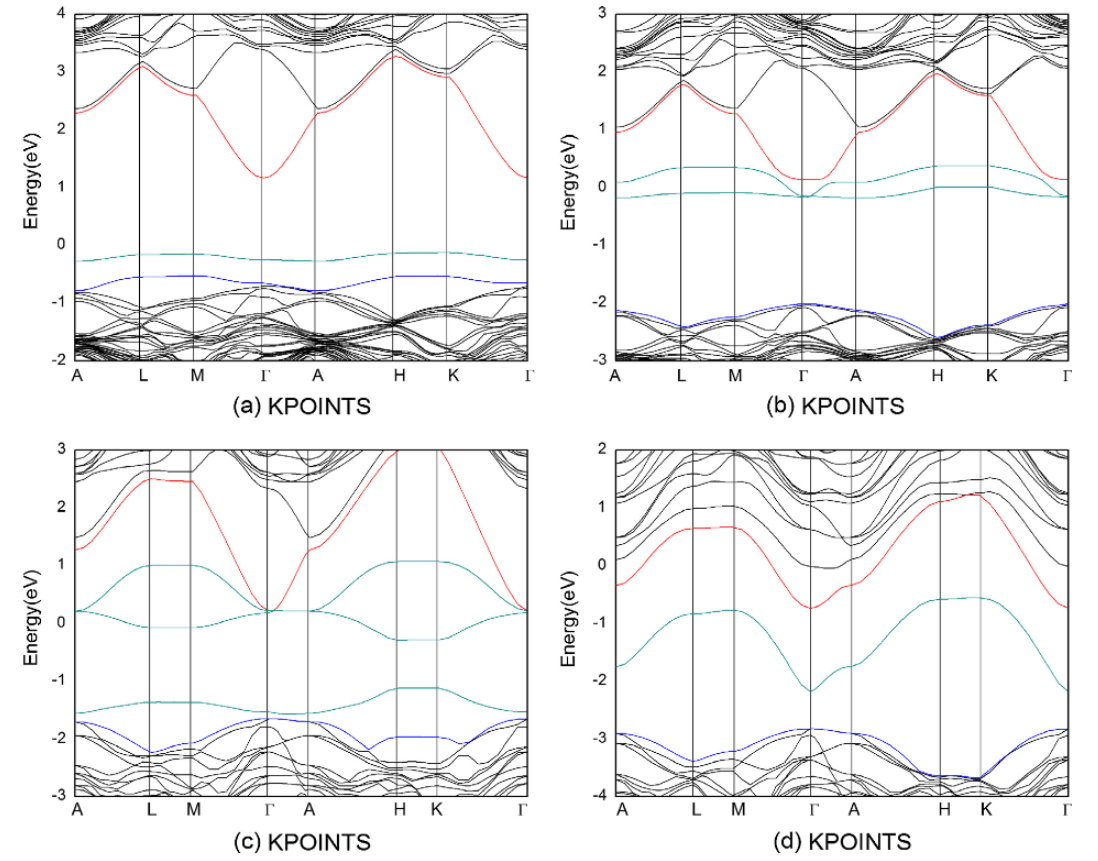 4
3
2
1
0
-1
-2
Energy(eV)
A L M Γ A H K Γ
(a) KPOINTS
3
2
1
0
-1
-2
-3
Energy(eV)
A L M Γ A H K Γ
(b) KPOINTS
3
2
1
0
-1
-2
-3
Energy(eV)
A L M Γ A H K Γ
(c) KPOINTS
2
1
0
-1
-2
-3
-4
Energy(eV)
A L M Γ A H K Γ
(d) KPOINTS